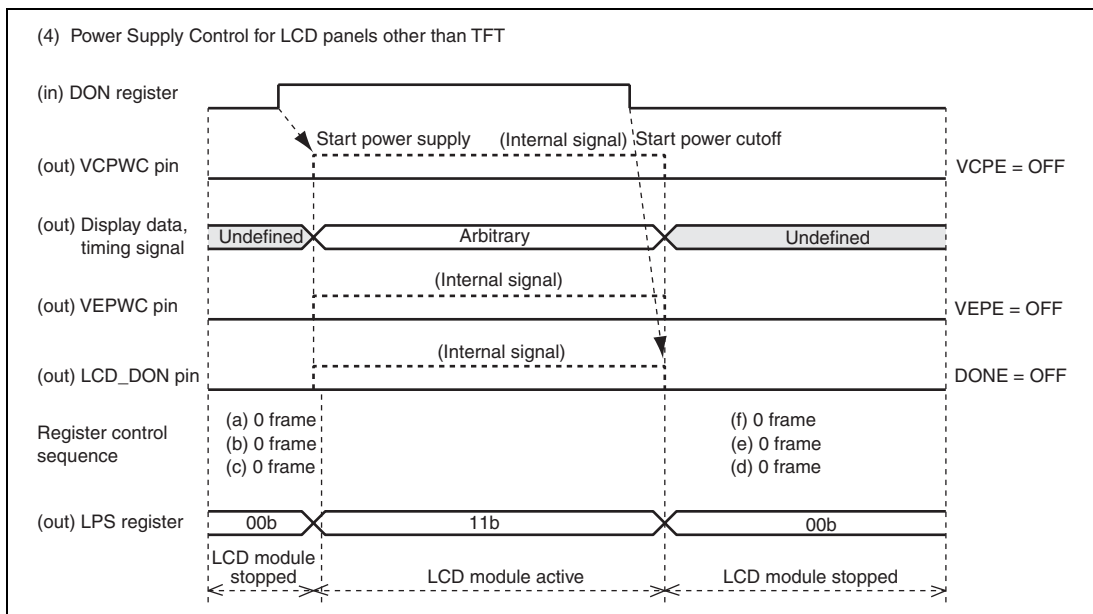 (4) Power Supply Control for LCD panels other than TFT
(in) DON register
Start power supply (Internal signal) Start power cutoff
(out) VCPWC pin VCPE = OFF
(out) Display data,
timing signal
Undefined Arbitrary Undefined
(Internal signal)
(out) VEPWC pin VEPE = OFF
(Internal signal)
(out) LCD_DON pin DONE = OFF
Register control
sequence
(a) 0 frame
(b) 0 frame
(c) 0 frame
(f) 0 frame
(e) 0 frame
(d) 0 frame
(out) LPS register 00b 11b 00b
LCD module
stopped
LCD module active
LCD module stopped